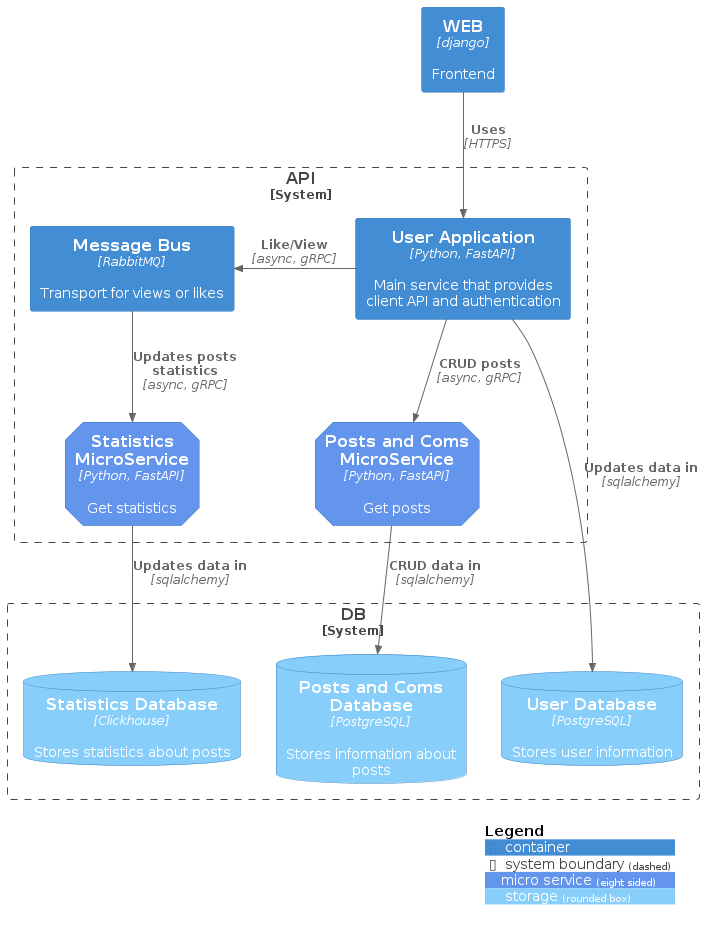 WEB
[django]
Frontend
Uses
[HTTPS]
API
[System]
Message Bus
[RabbitMQ]
Transport for views or likes
Like/View
[async, gRPC]
User Application
[Python, FastAPI]
Main service that provides
client API and authentication
Updates posts
statistics
[async, gRPC]
CRUD posts
[async, gRPC]
Statistics
MicroService
[Python, FastAPI]
Get statistics
Posts and Coms
MicroService
[Python, FastAPI]
Get posts
Updates data in
[sqlalchemy]
Updates data in
[sqlalchemy]
CRUD data in
[sqlalchemy]
DB
[System]
Statistics Database
[Clickhouse]
Stores statistics about posts
Posts and Coms
Database
[PostgreSQL]
Stores information about
posts
User Database
[PostgreSQL]
Stores user information
Legend
container
system boundary (dashed)
micro service (eight sided)
storage (rounded box)